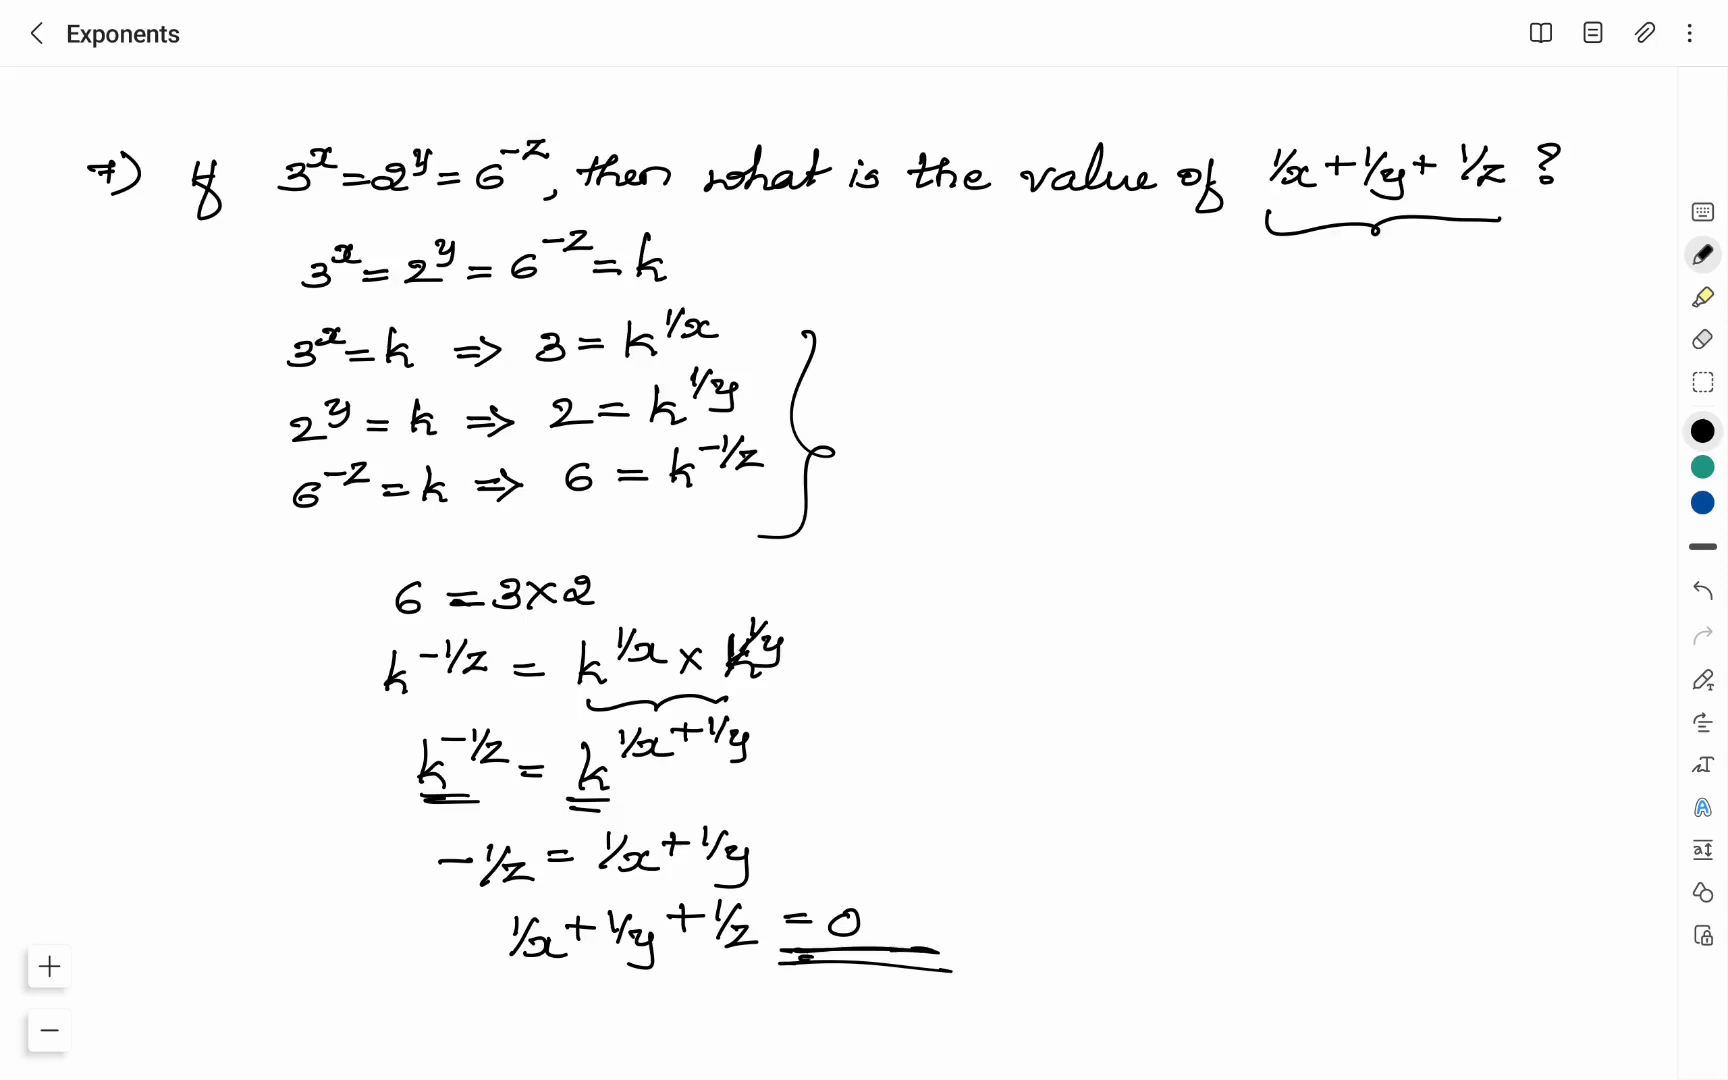 Exponents
7) If 3^x = 2^y = 6^-z, then what is the value of 1/x + 1/y + 1/z ?
3^x = 2^y = 6^-z = k
3^x = k => 3 = k^1/x
2^y = k => 2 = k^1/y
6^-z = k => 6 = k^-1/z
6 = 3 × 2
k^-1/z = k^1/x × k^1/y
k^-1/z = k^1/x + 1/y
-1/z = 1/x + 1/y
1/x + 1/y + 1/z = 0